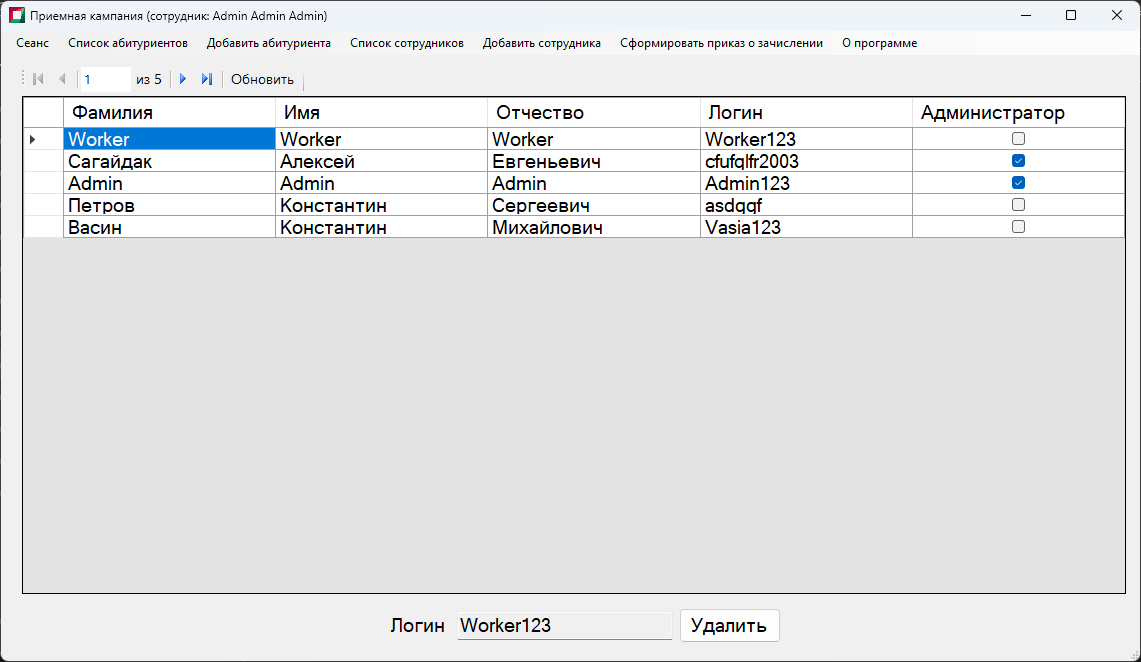 Приемная кампания (сотрудник: Admin Admin Admin)
Сеанс Список абитуриентов Добавить абитуриента Список сотрудников Добавить сотрудника Сформировать приказ о зачислении О программе
1 из 5 Обновить
Фамилия Имя Отчество Логин Администратор
Worker Worker Worker Worker123
Сагайдак Алексей Евгеньевич cfufqlfr2003
Admin Admin Admin Admin123
Петров Константин Сергеевич asdqqf
Васин Константин Михайлович Vasia123
Логин Worker123 Удалить